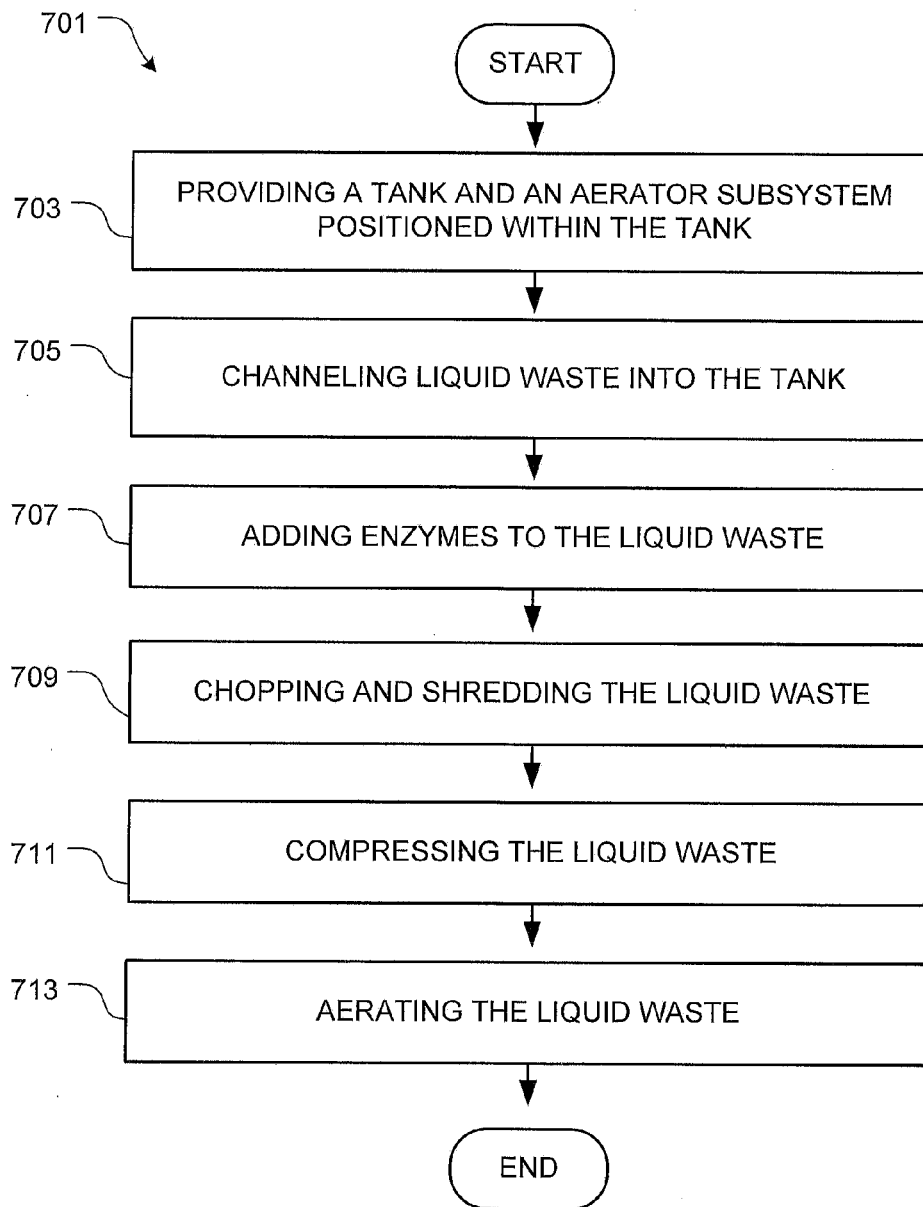 701
START
703
PROVIDING A TANK AND AN AERATOR SUBSYSTEM
POSITIONED WITHIN THE TANK
705
CHANNELING LIQUID WASTE INTO THE TANK
707
ADDING ENZYMES TO THE LIQUID WASTE
709
CHOPPING AND SHREDDING THE LIQUID WASTE
711
COMPRESSING THE LIQUID WASTE
713
AERATING THE LIQUID WASTE
END